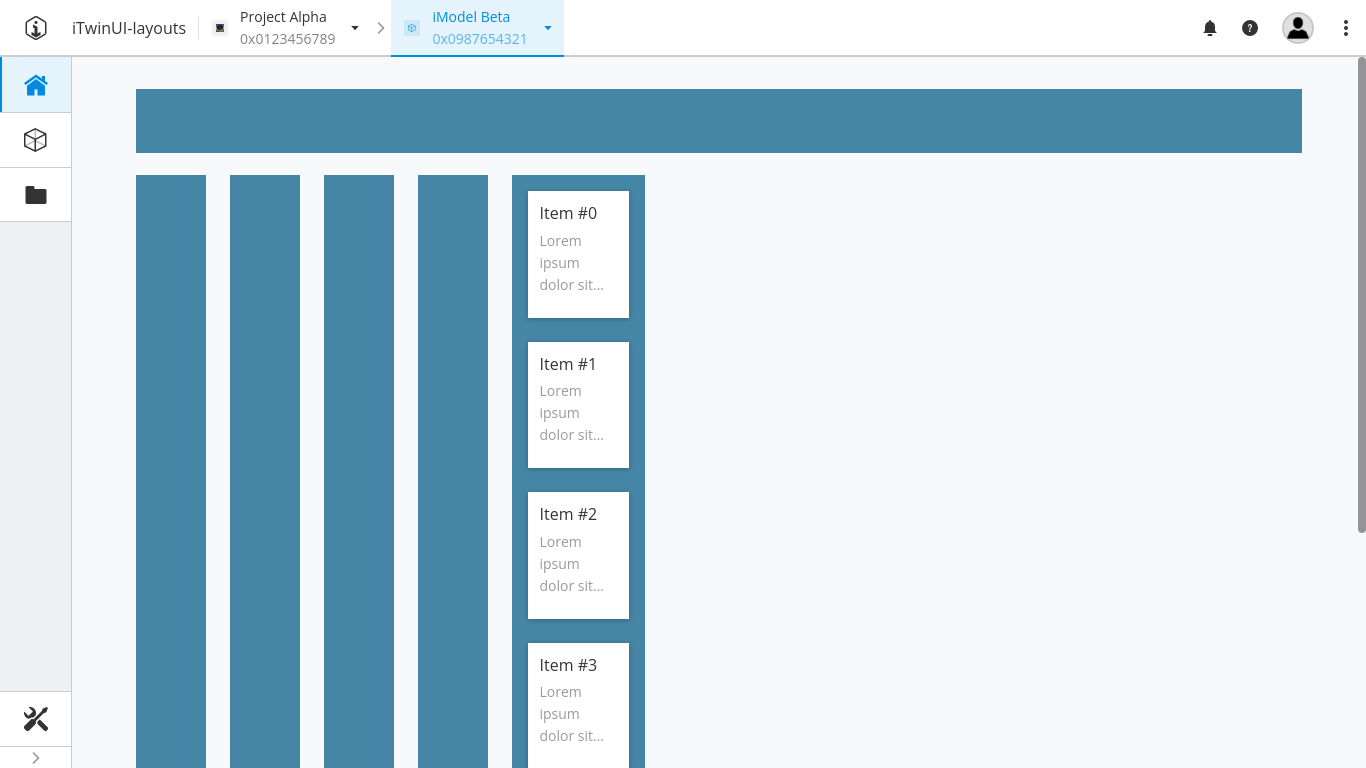 iTwinUI-layouts
Project Alpha
0x0123456789
iModel Beta
0x0987654321
Item #0
Lorem
ipsum
dolor sit...
Item #1
Lorem
ipsum
dolor sit...
Item #2
Lorem
ipsum
dolor sit...
Item #3
Lorem
ipsum
dolor sit...